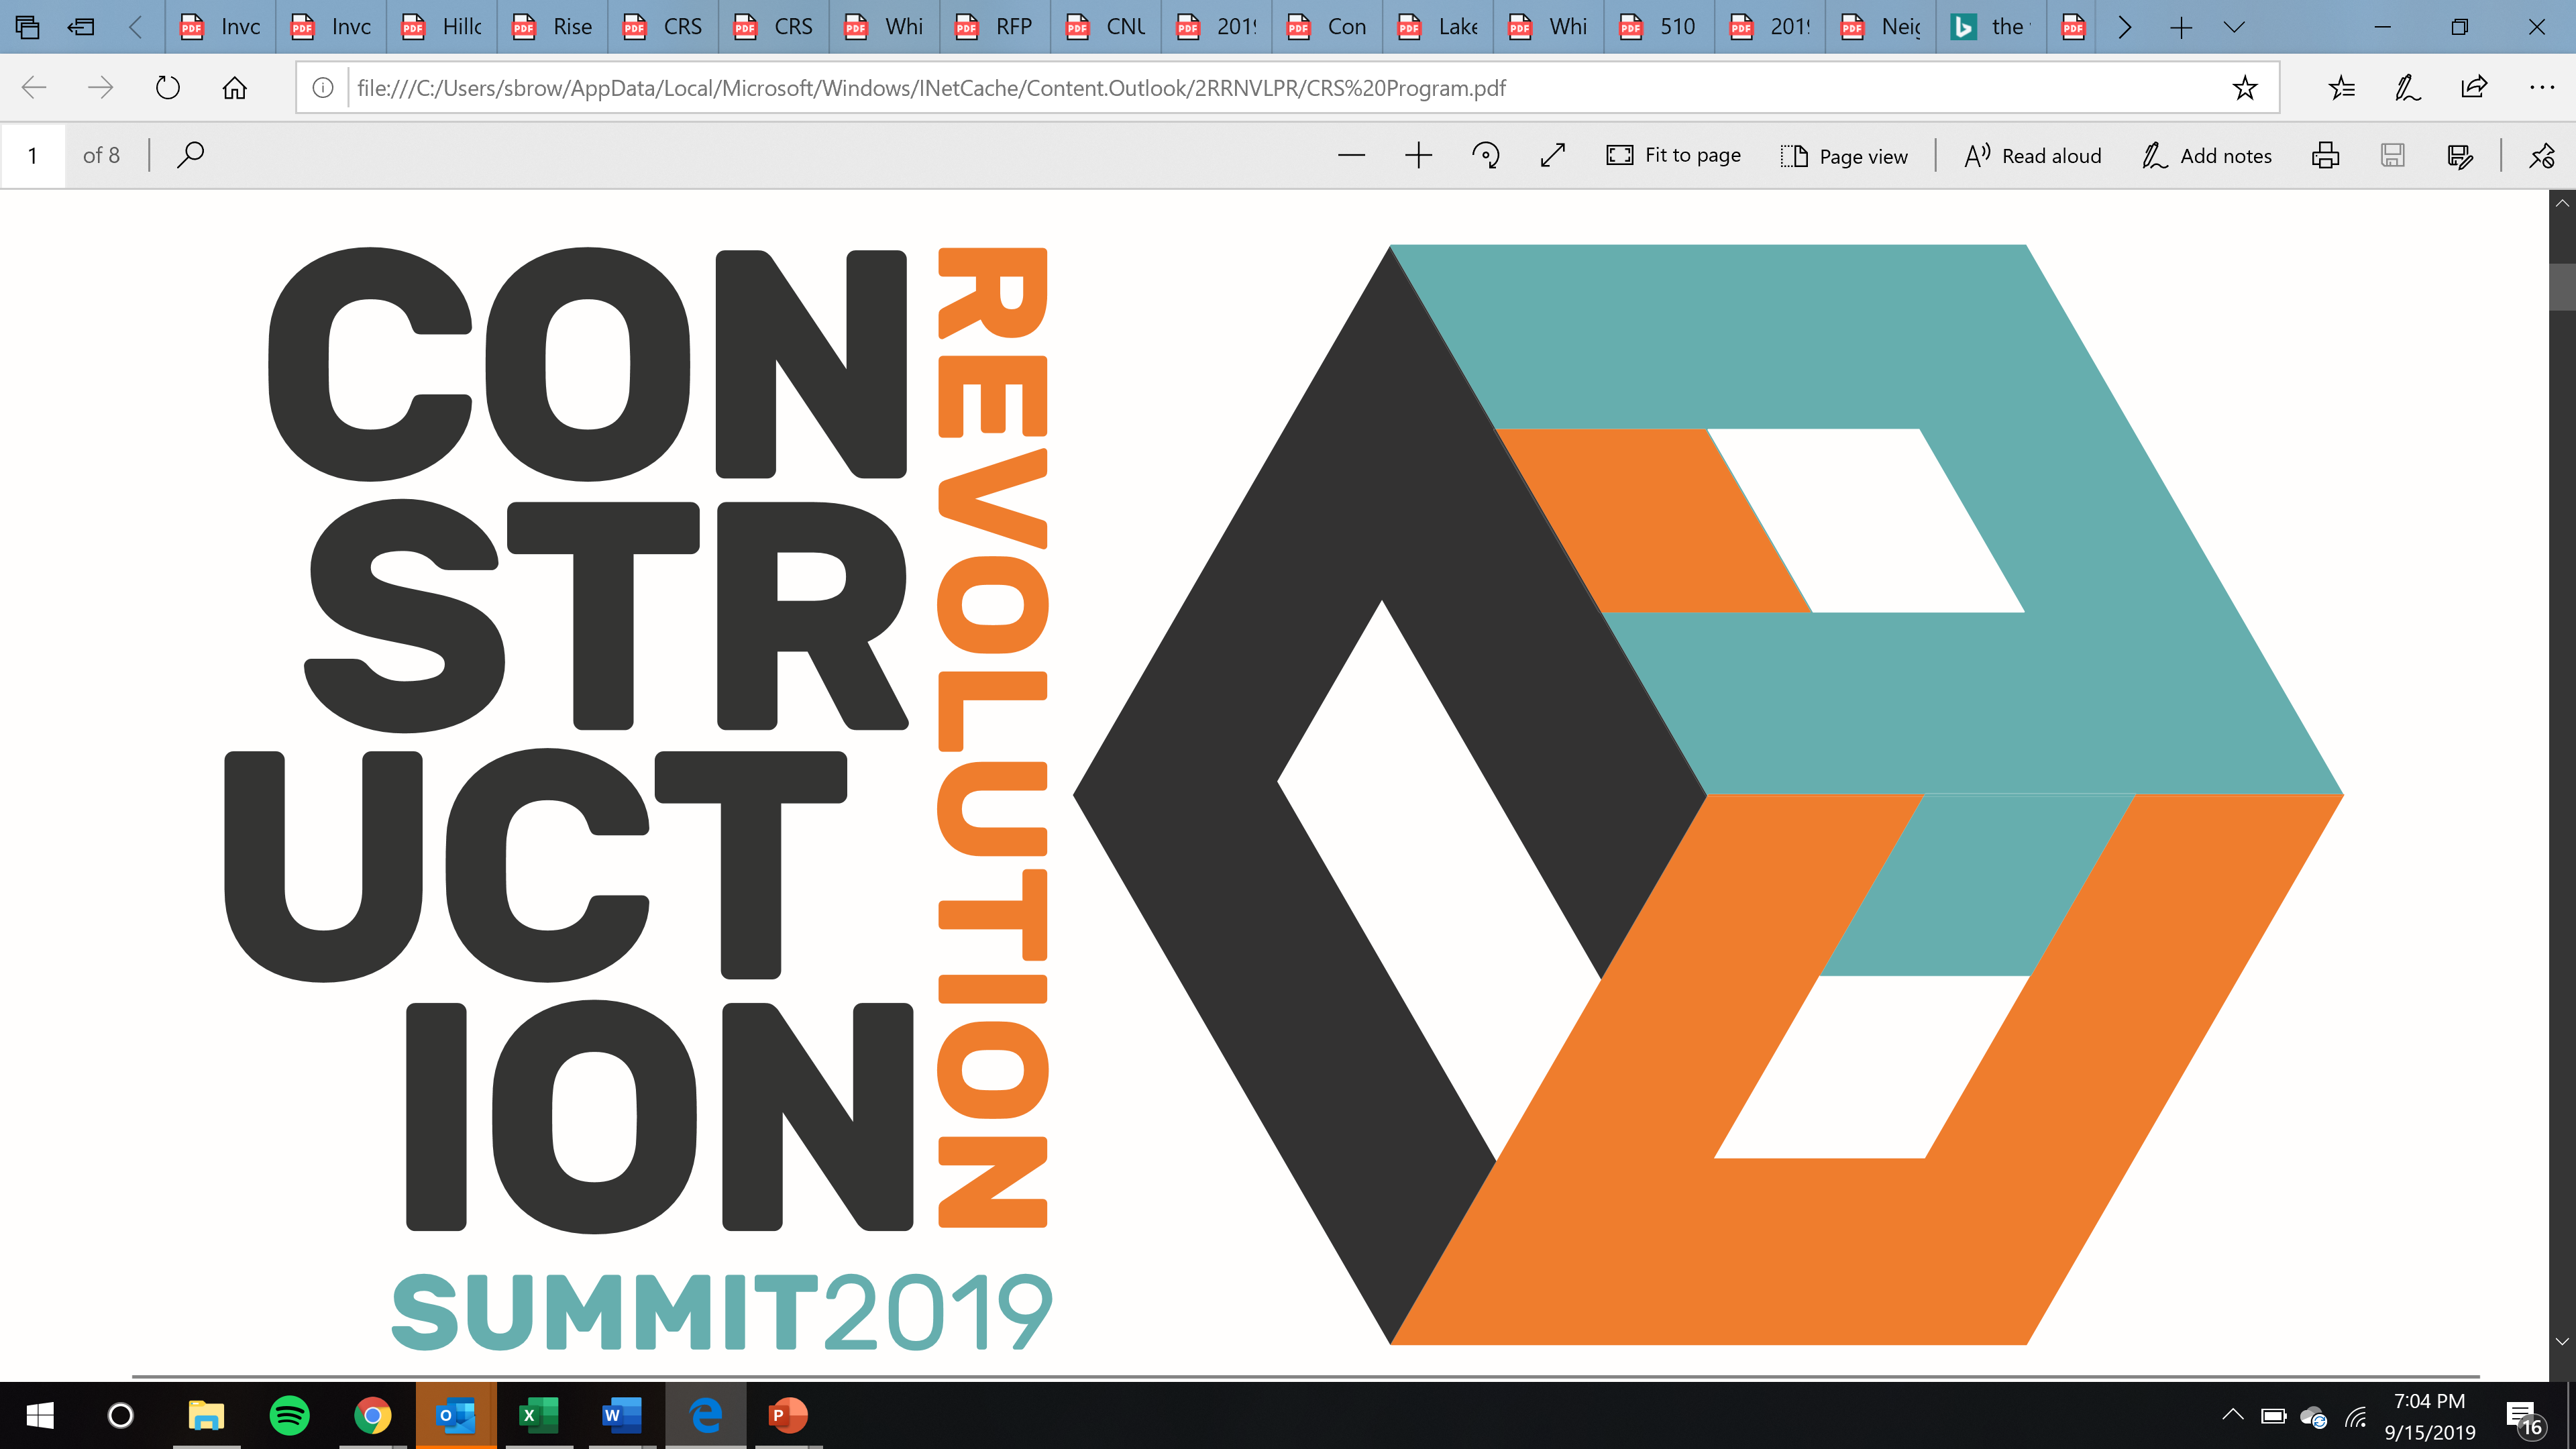 Invc
Invc
Hillc
Rise
CRS
CRS
Whi
RFP
CNU
2019
Con
Lake
Whi
510
2019
Neig
the
file:///C:/Users/sbrow/AppData/Local/Microsoft/Windows/INetCache/Content.Outlook/2RRNVLPR/CRS%20Program.pdf
1 of 8
Fit to page
Page view
Read aloud
Add notes
CON
STR
UCT
ION
REVOLUTION
SUMMIT2019
7:04 PM
9/15/2019
16